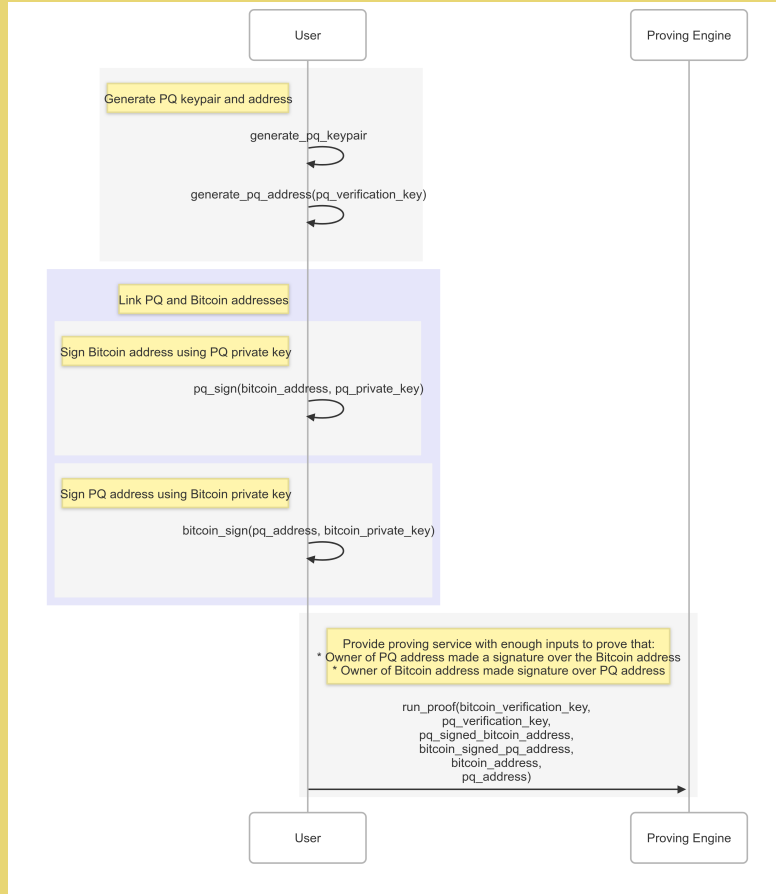 User
Proving Engine
Generate PQ keypair and address
generate_pq_keypair
generate_pq_address(pq_verification_key)
Link PQ and Bitcoin addresses
Sign Bitcoin address using PQ private key
pq_sign(bitcoin_address, pq_private_key)
Sign PQ address using Bitcoin private key
bitcoin_sign(pq_address, bitcoin_private_key)
Provide proving service with enough inputs to prove that:
* Owner of PQ address made a signature over the Bitcoin address
* Owner of Bitcoin address made signature over PQ address
run_proof(bitcoin_verification_key,
pq_verification_key,
pq_signed_bitcoin_address,
bitcoin_signed_pq_address,
bitcoin_address,
pq_address)
User
Proving Engine